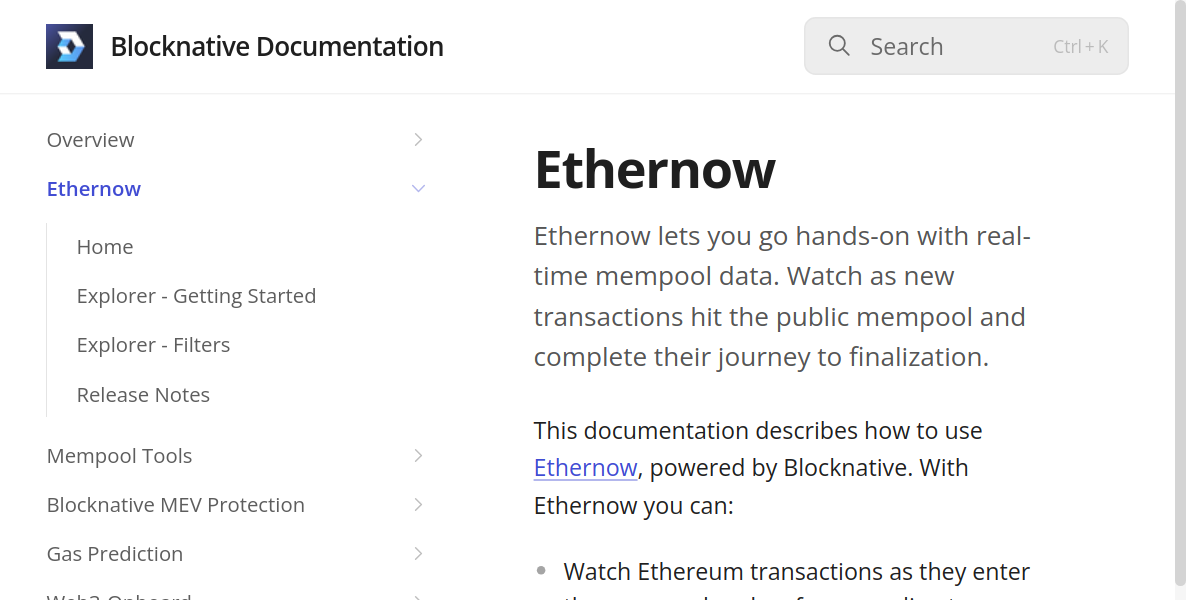 Blocknative Documentation
Search
Ctrl + K
Overview
Ethernow
Home
Explorer - Getting Started
Explorer - Filters
Release Notes
Mempool Tools
Blocknative MEV Protection
Gas Prediction
Web3 Onboard
Ethernow
Ethernow lets you go hands-on with real-
time mempool data. Watch as new
transactions hit the public mempool and
complete their journey to finalization.
This documentation describes how to use
Ethernow, powered by Blocknative. With
Ethernow you can:
Watch Ethereum transactions as they enter